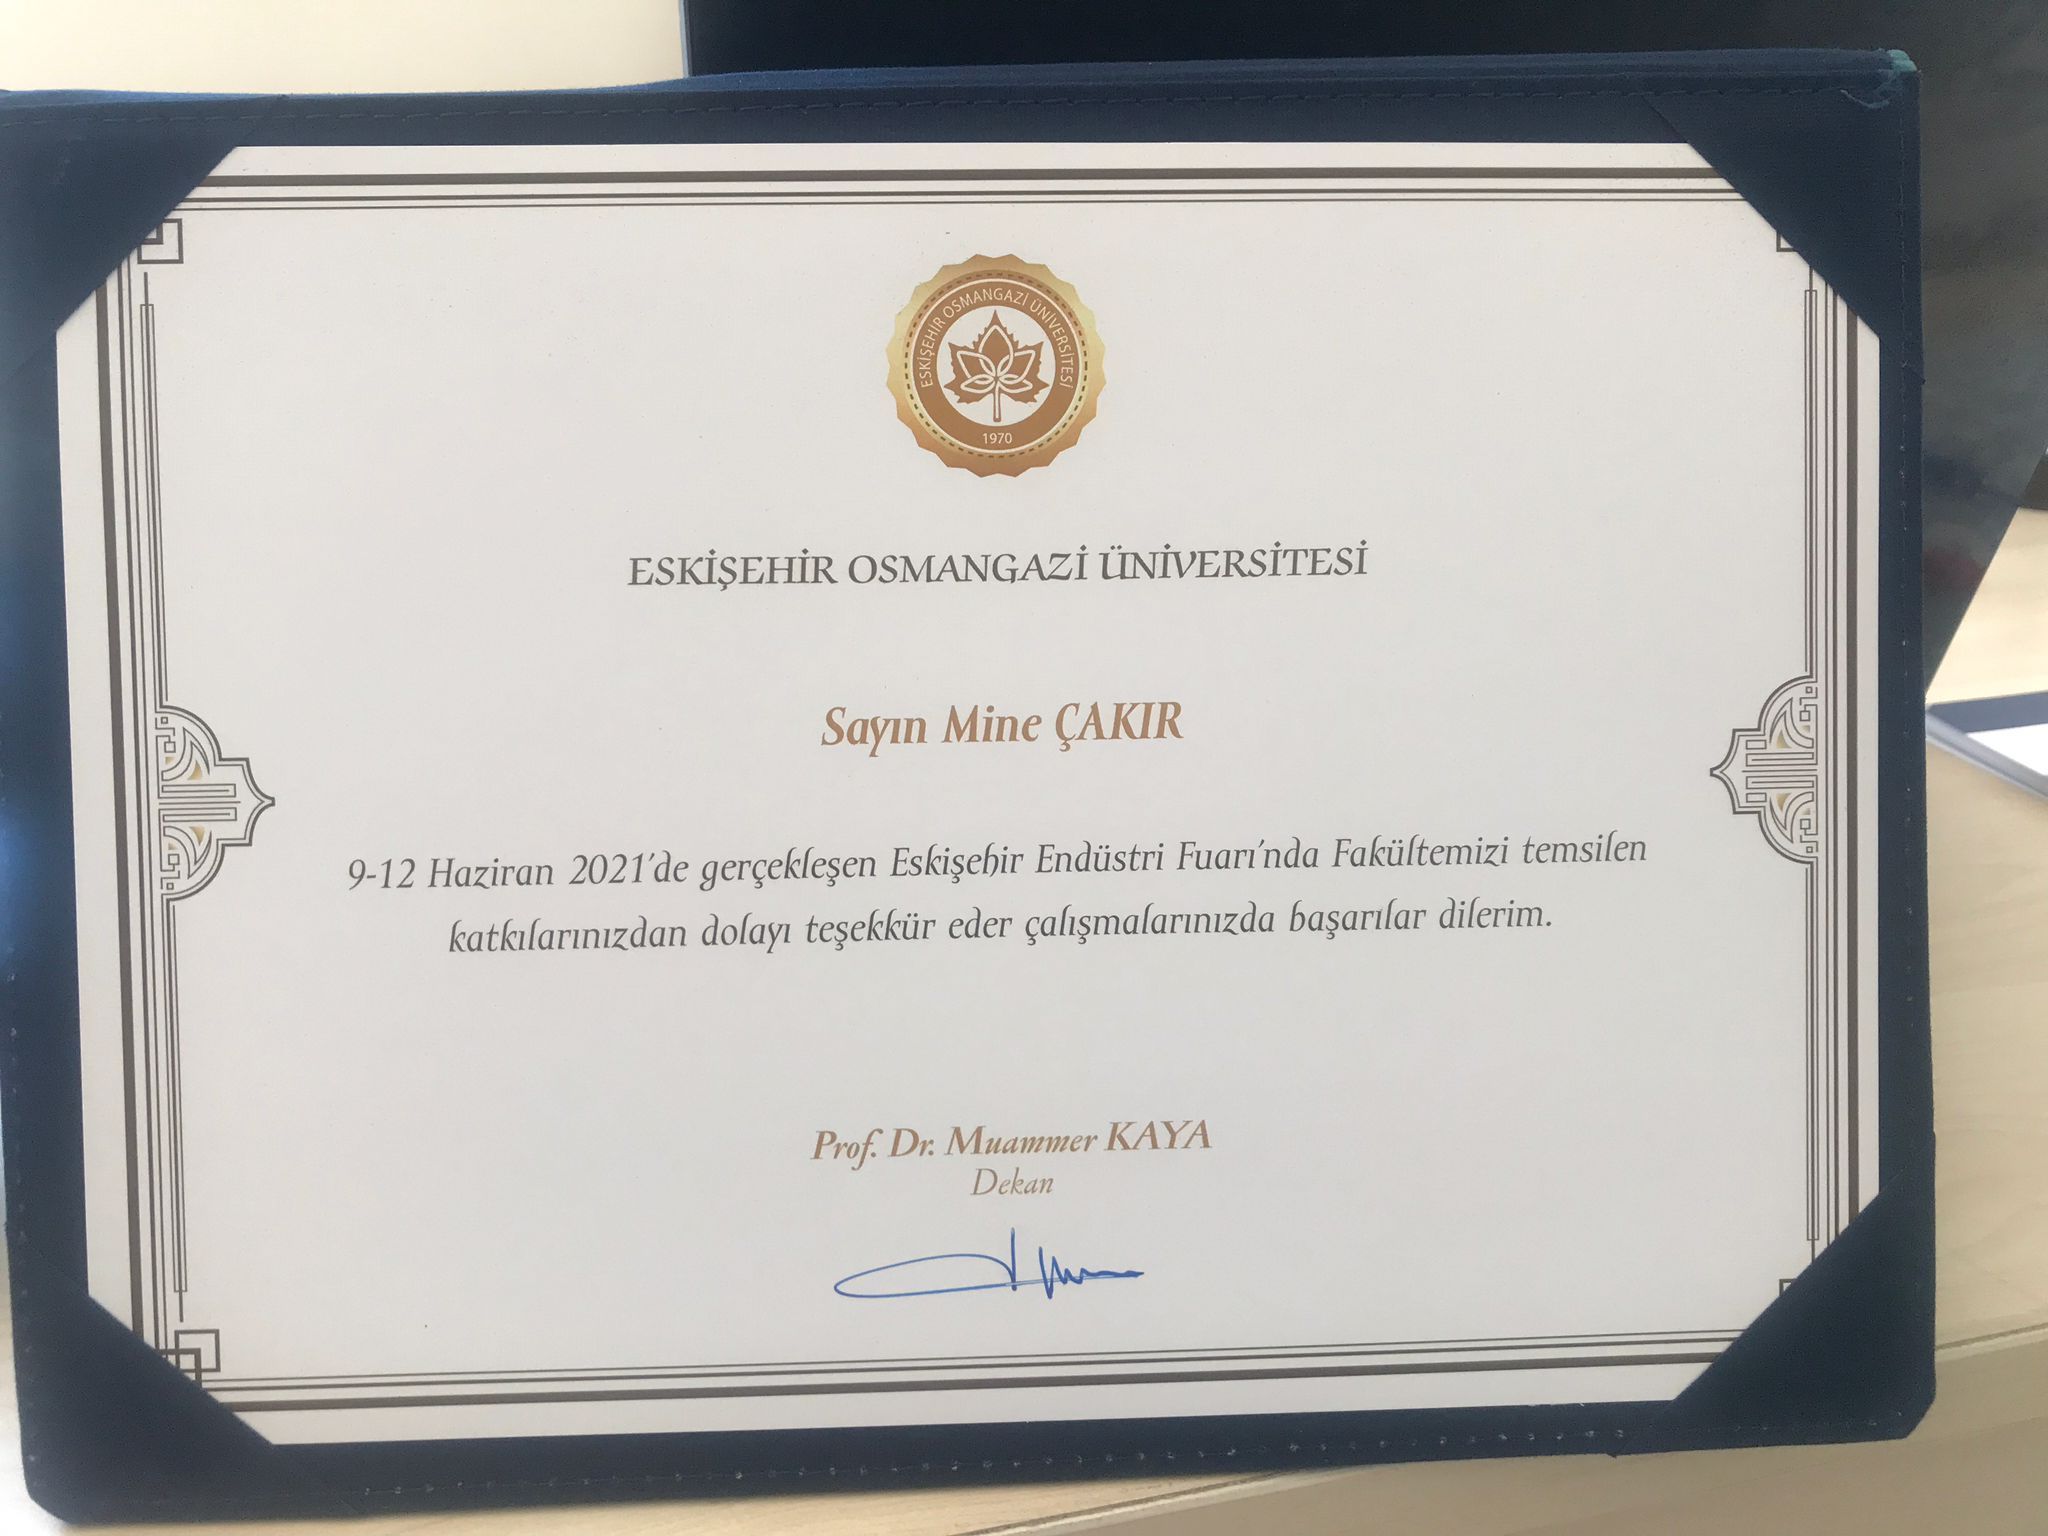 ESKİŞEHİR OSMANGAZİ ÜNİVERSİTESİ
1970
ESKİŞEHİR OSMANGAZİ ÜNİVERSİTESİ
Sayın Mine ÇAKIR
9-12 Haziran 2021'de gerçekleşen Eskişehir Endüstri Fuarı'nda Fakültemizi temsilen
katkılarınızdan dolayı teşekkür eder çalışmalarınızda başarılar dilerim.
Prof. Dr. Muammer KAYA
Dekan